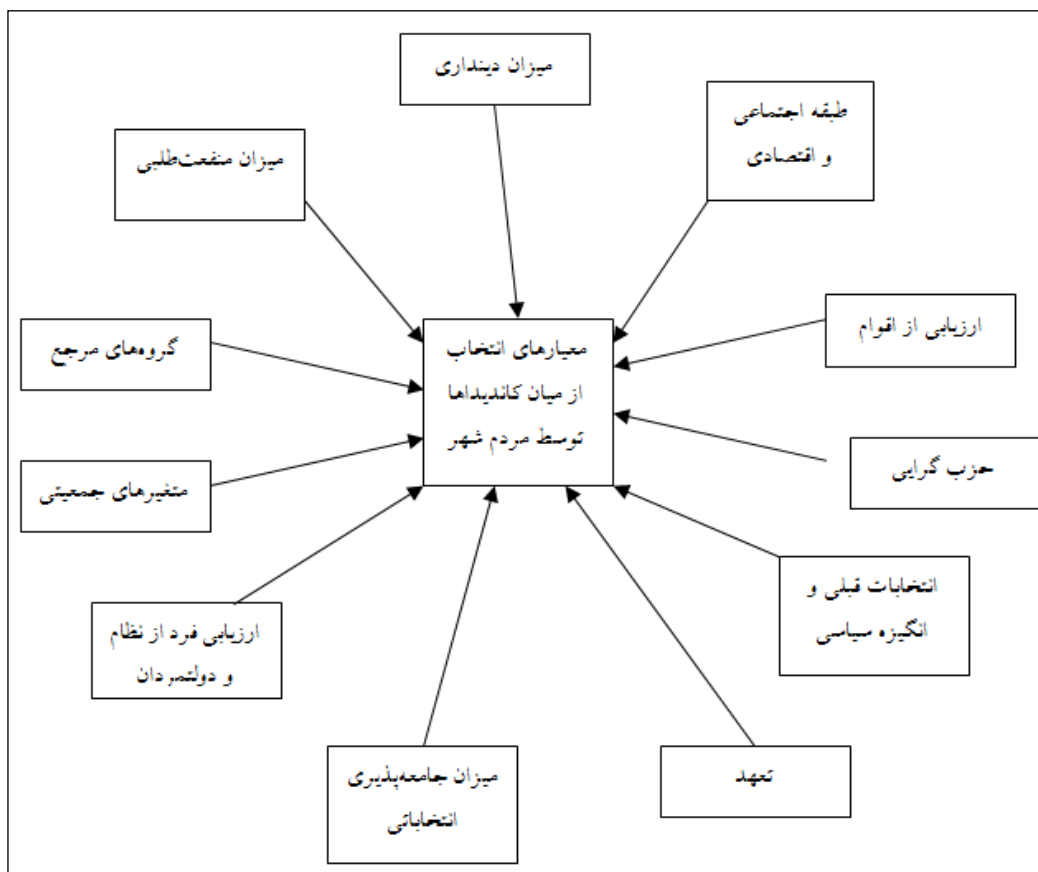 میزان دینداری
طبقه اجتماعی
و اقتصادی
میزان منفعت‌طلبی
ارزیابی از اقوام
معیارهای انتخاب
از میان کاندیداها
توسط مردم شهر
گروه‌های مرجع
حزب گرایی
متغیرهای جمعیتی
انتخابات قبلی و
انگیزه سیاسی
ارزیابی فرد از نظام
و دولتمردان
تعهد
میزان جامعه‌پذیری
انتخاباتی